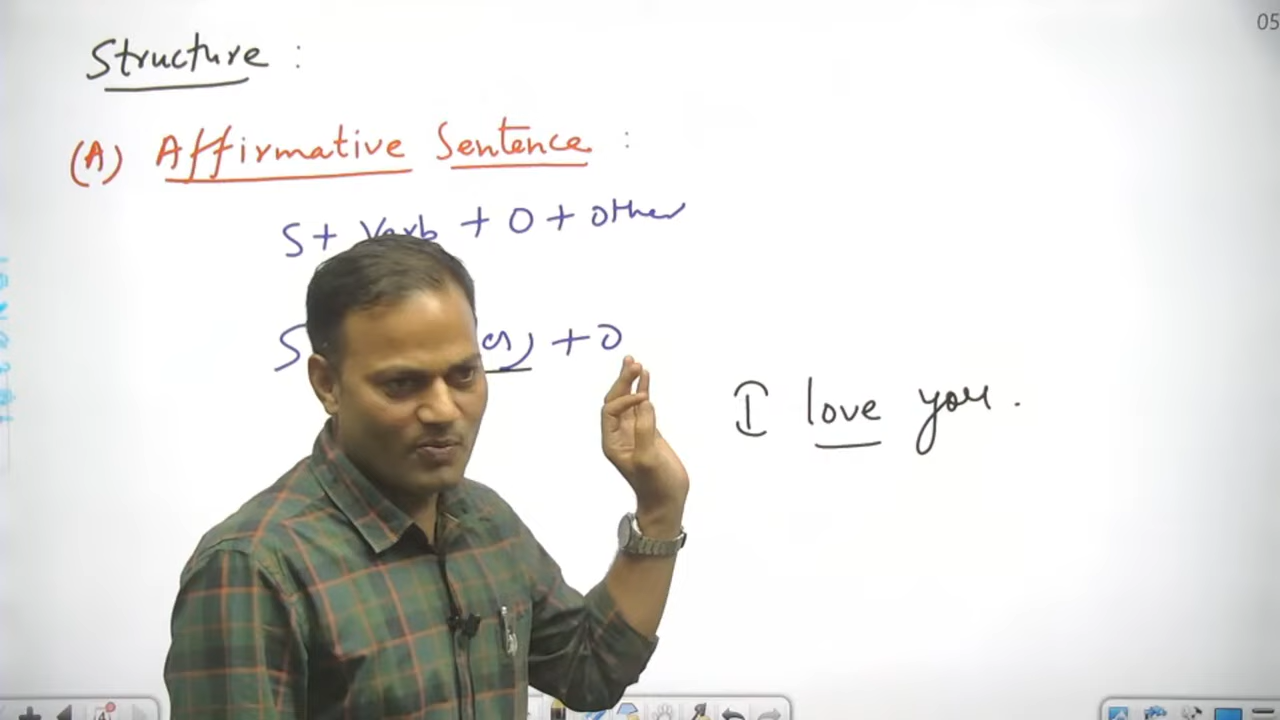 05
Structure :
(A) Affirmative Sentence :
S + Verb + O + Other
S + O
I love you.